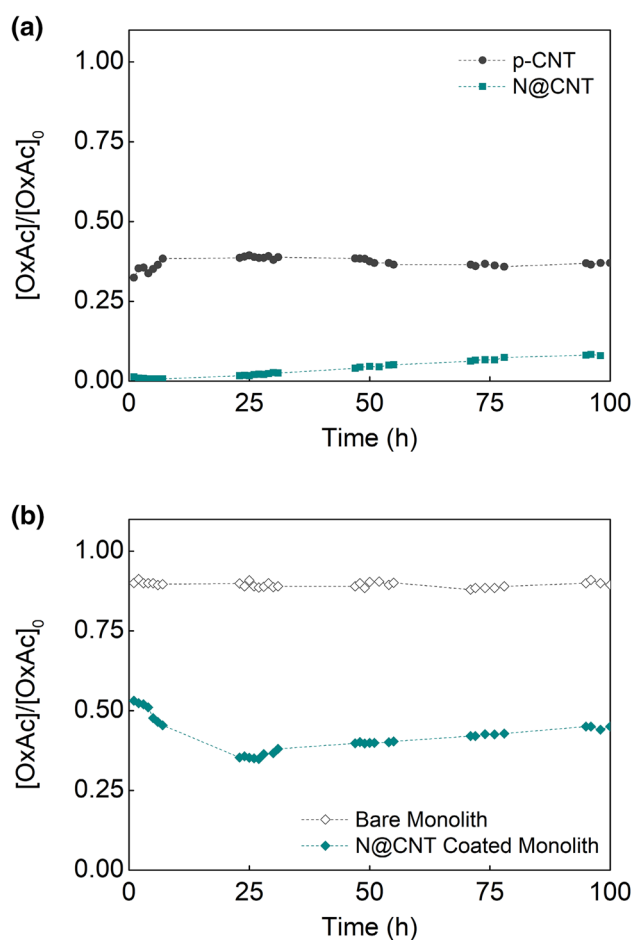 (a)
p-CNT
N@CNT
1.00
0.75
0.50
0.25
0.00
[OxAc]/[OxAc]0
0 25 50 75 100
Time (h)
(b)
1.00
0.75
0.50
0.25
0.00
[OxAc]/[OxAc]0
Bare Monolith
N@CNT Coated Monolith
0 25 50 75 100
Time (h)